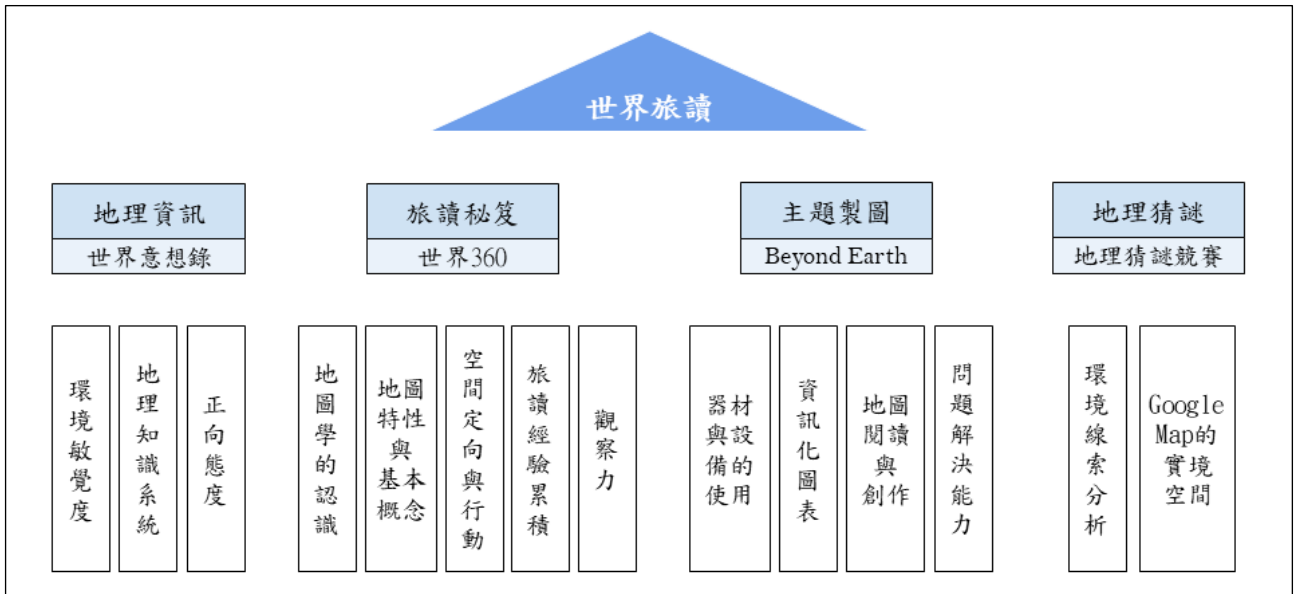 世界旅讀
地理資訊
世界意想錄
旅讀秘笈
世界360
主題製圖
Beyond Earth
地理猜謎
地理猜謎競賽
環境敏覺度
地理知識系統
正向態度
地圖學的認識
地圖
特性
與
基本
概念
空間定向與行動
旅讀經驗累積
觀察力
器材
與設
備的
使用
資訊化圖表
地圖
閱讀
與
創作
問題解決能力
環境線索分析
Google
Map的
實境
空間